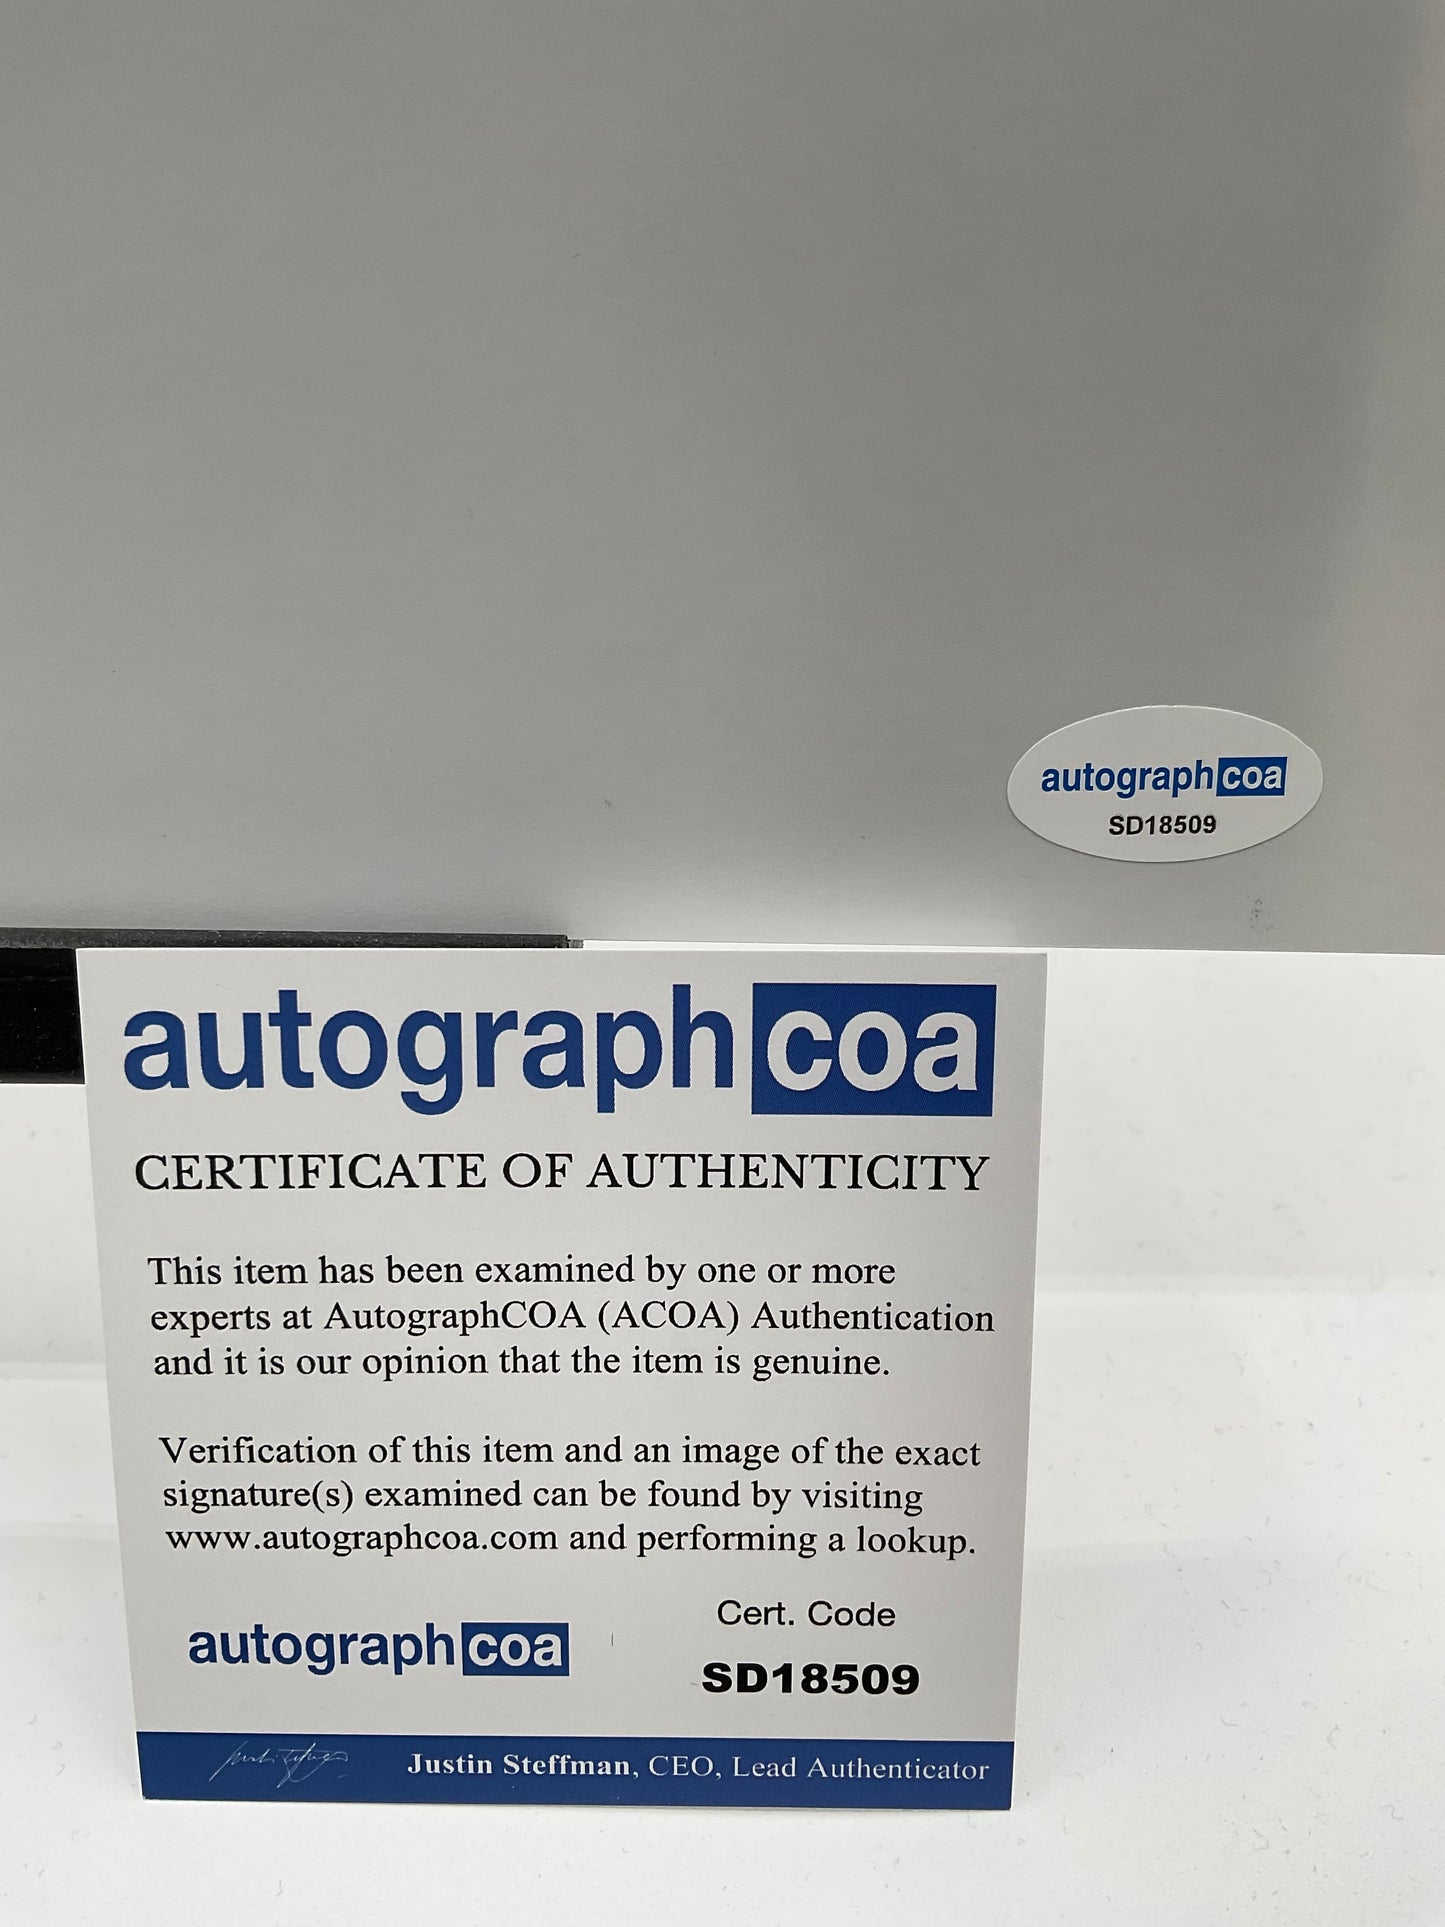 autographcoa
SD18509
autographcoa
CERTIFICATE OF AUTHENTICITY
This item has been examined by one or more
experts at AutographCOA (ACOA) Authentication
and it is our opinion that the item is genuine.
Verification of this item and an image of the exact
signature(s) examined can be found by visiting
www.autographcoa.com and performing a lookup.
autographcoa
Cert. Code
SD18509
Justin Steffman, CEO, Lead Authenticator